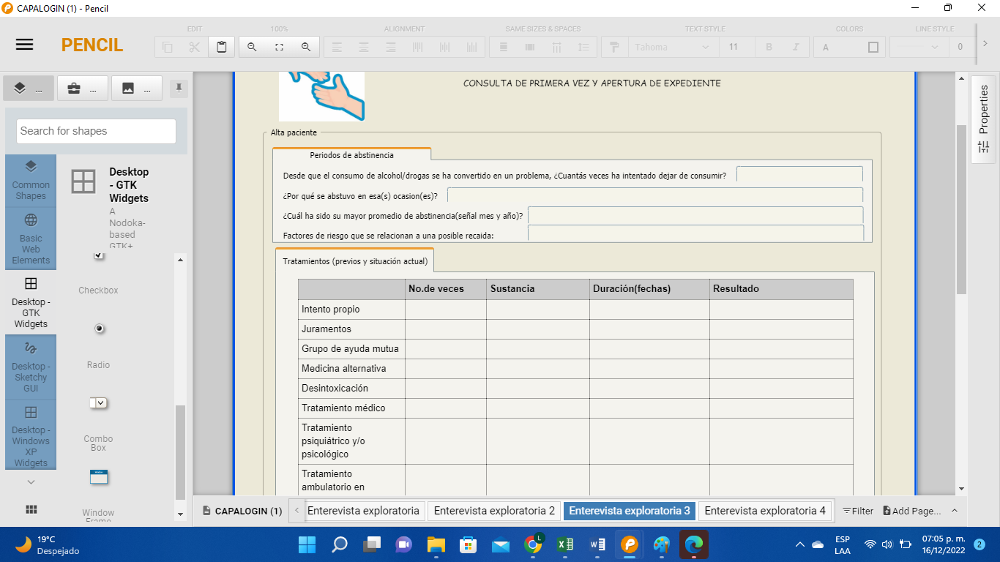 CAPALOGIN (1) - Pencil
PENCIL
EDIT
100%
ALIGNMENT
SAME SIZES & SPACES
TEXT STYLE
COLORS
LINE STYLE
Tahoma
11
B
I
A
0
...
...
...
Search for shapes
Common
Shapes
Basic
Web
Elements
Desktop -
GTK
Widgets
Desktop -
Sketchy
GUI
Desktop -
Windows
XP
Widgets
Desktop
- GTK
Widgets
A
Nodoka-
based
GTK+
Checkbox
Radio
Combo
Box
Window
Frame
CONSULTA DE PRIMERA VEZ Y APERTURA DE EXPEDIENTE
Alta paciente
Periodos de abstinencia
Desde que el consumo de alcohol/drogas se ha convertido en un problema, ¿Cuantás veces ha intentado dejar de consumir?
¿Por qué se abstuvo en esa(s) ocasion(es)?
¿Cuál ha sido su mayor promedio de abstinencia(señal mes y año)?
Factores de riesgo que se relacionan a una posible recaida:
Tratamientos (previos y situación actual)
No.de veces Sustancia Duración(fechas) Resultado
Intento propio
Juramentos
Grupo de ayuda mutua
Medicina alternativa
Desintoxicación
Tratamiento médico
Tratamiento
psiquiátrico y/o
psicológico
Tratamiento
ambulatorio en
Properties
CAPALOGIN (1)
Enterevista exploratoria
Enterevista exploratoria 2
Enterevista exploratoria 3
Enterevista exploratoria 4
Filter
Add Page...
19°C
Despejado
L
ESP
LAA
07:05 p. m.
16/12/2022
2